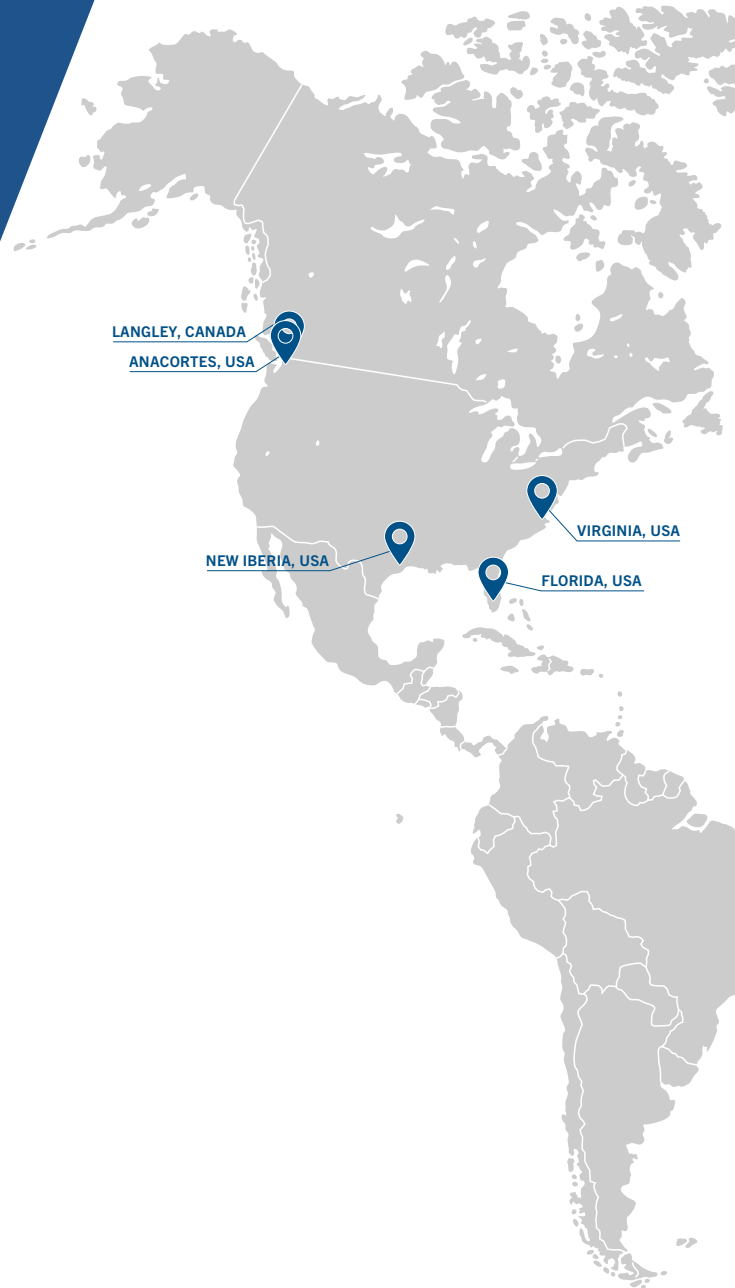 LANGLEY, CANADA
ANACORTES, USA
VIRGINIA, USA
NEW IBERIA, USA
FLORIDA, USA